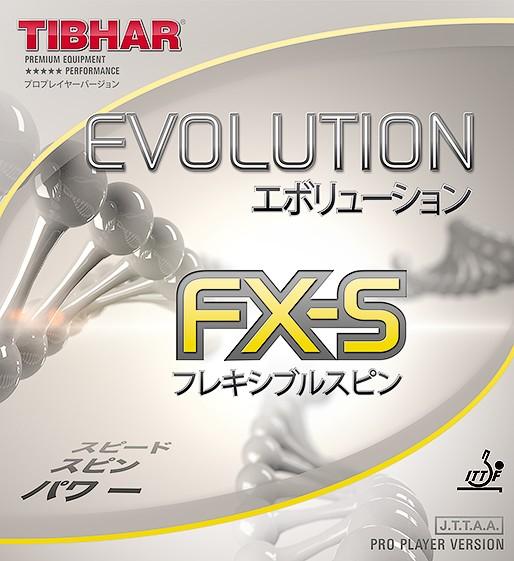 TIBHAR®
PREMIUM EQUIPMENT
★★★★★ PERFORMANCE
プロプレイヤーバージョン
EVOLUTION
エボリューション
FX-S
フレキシブルスピン
スピード
スピン
パワー
ITTF
J.T.T.A.A.
PRO PLAYER VERSION